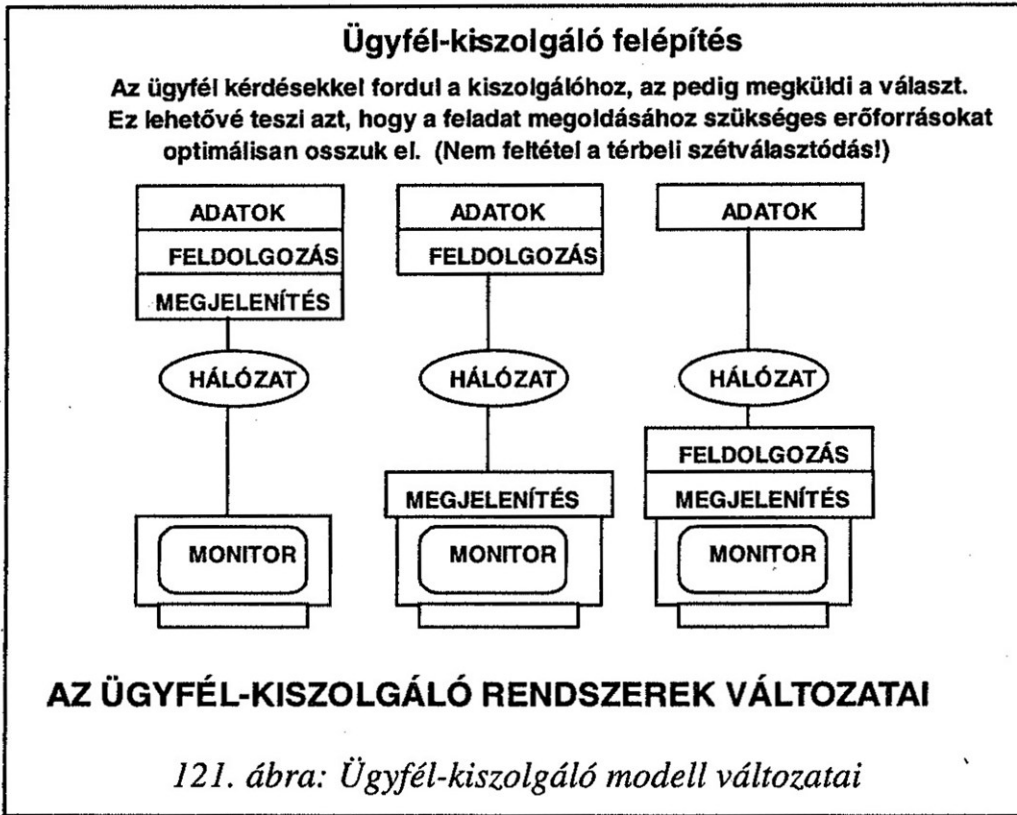 Ügyfél-kiszolgáló felépítés
Az ügyfél kérdésekkel fordul a kiszolgálóhoz, az pedig megküldi a választ.
Ez lehetővé teszi azt, hogy a feladat megoldásához szükséges erőforrásokat
optimálisan osszuk el. (Nem feltétel a térbeli szétválasztódás!)
ADATOK
FELDOLGOZÁS
MEGJELENÍTÉS
HÁLÓZAT
MONITOR
ADATOK
FELDOLGOZÁS
HÁLÓZAT
MEGJELENÍTÉS
MONITOR
ADATOK
HÁLÓZAT
FELDOLGOZÁS
MEGJELENÍTÉS
MONITOR
AZ ÜGYFÉL-KISZOLGÁLÓ RENDSZEREK VÁLTOZATAI
121. ábra: Ügyfél-kiszolgáló modell változatai